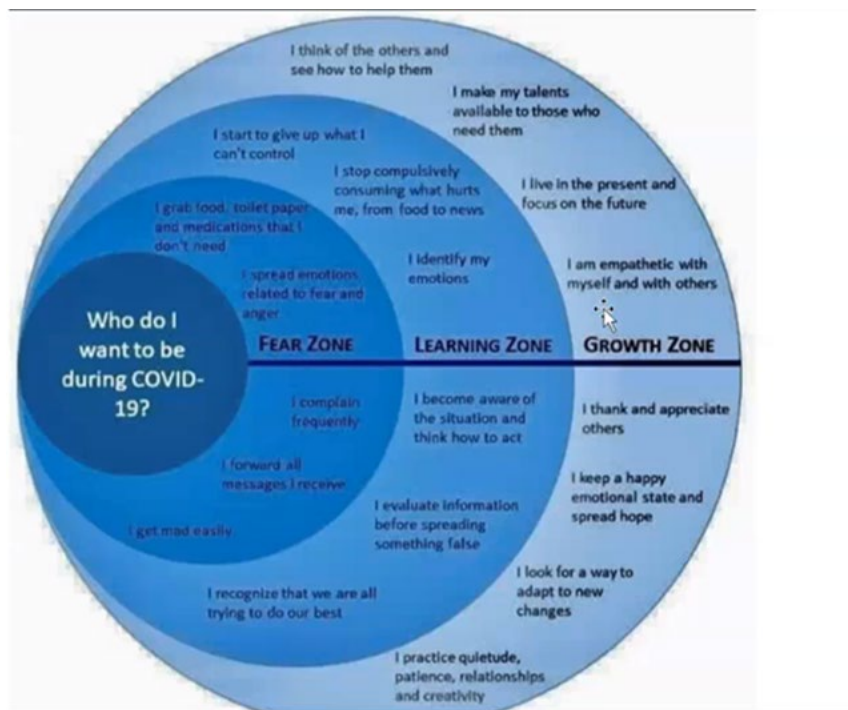 I think of the others and
see how to help them
I make my talents
available to those who
need them
I start to give up what I
can't control
I stop compulsively
consuming what hurts
me, from food to news
I live in the present and
focus on the future
I grab food, toilet paper
and medications that I
don't need
I identify my
emotions
I am empathetic with
myself and with others
I spread emotions
related to fear and
anger
Who do I
want to be
during COVID-
19?
FEAR ZONE
LEARNING ZONE
GROWTH ZONE
I complain
frequently
I become aware of
the situation and
think how to act
I thank and appreciate
others
I forward all
messages I receive
I keep a happy
emotional state and
spread hope
I evaluate information
before spreading
something false
I get mad easily
I look for a way to
adapt to new
changes
I recognize that we are all
trying to do our best
I practice quietude,
patience, relationships
and creativity